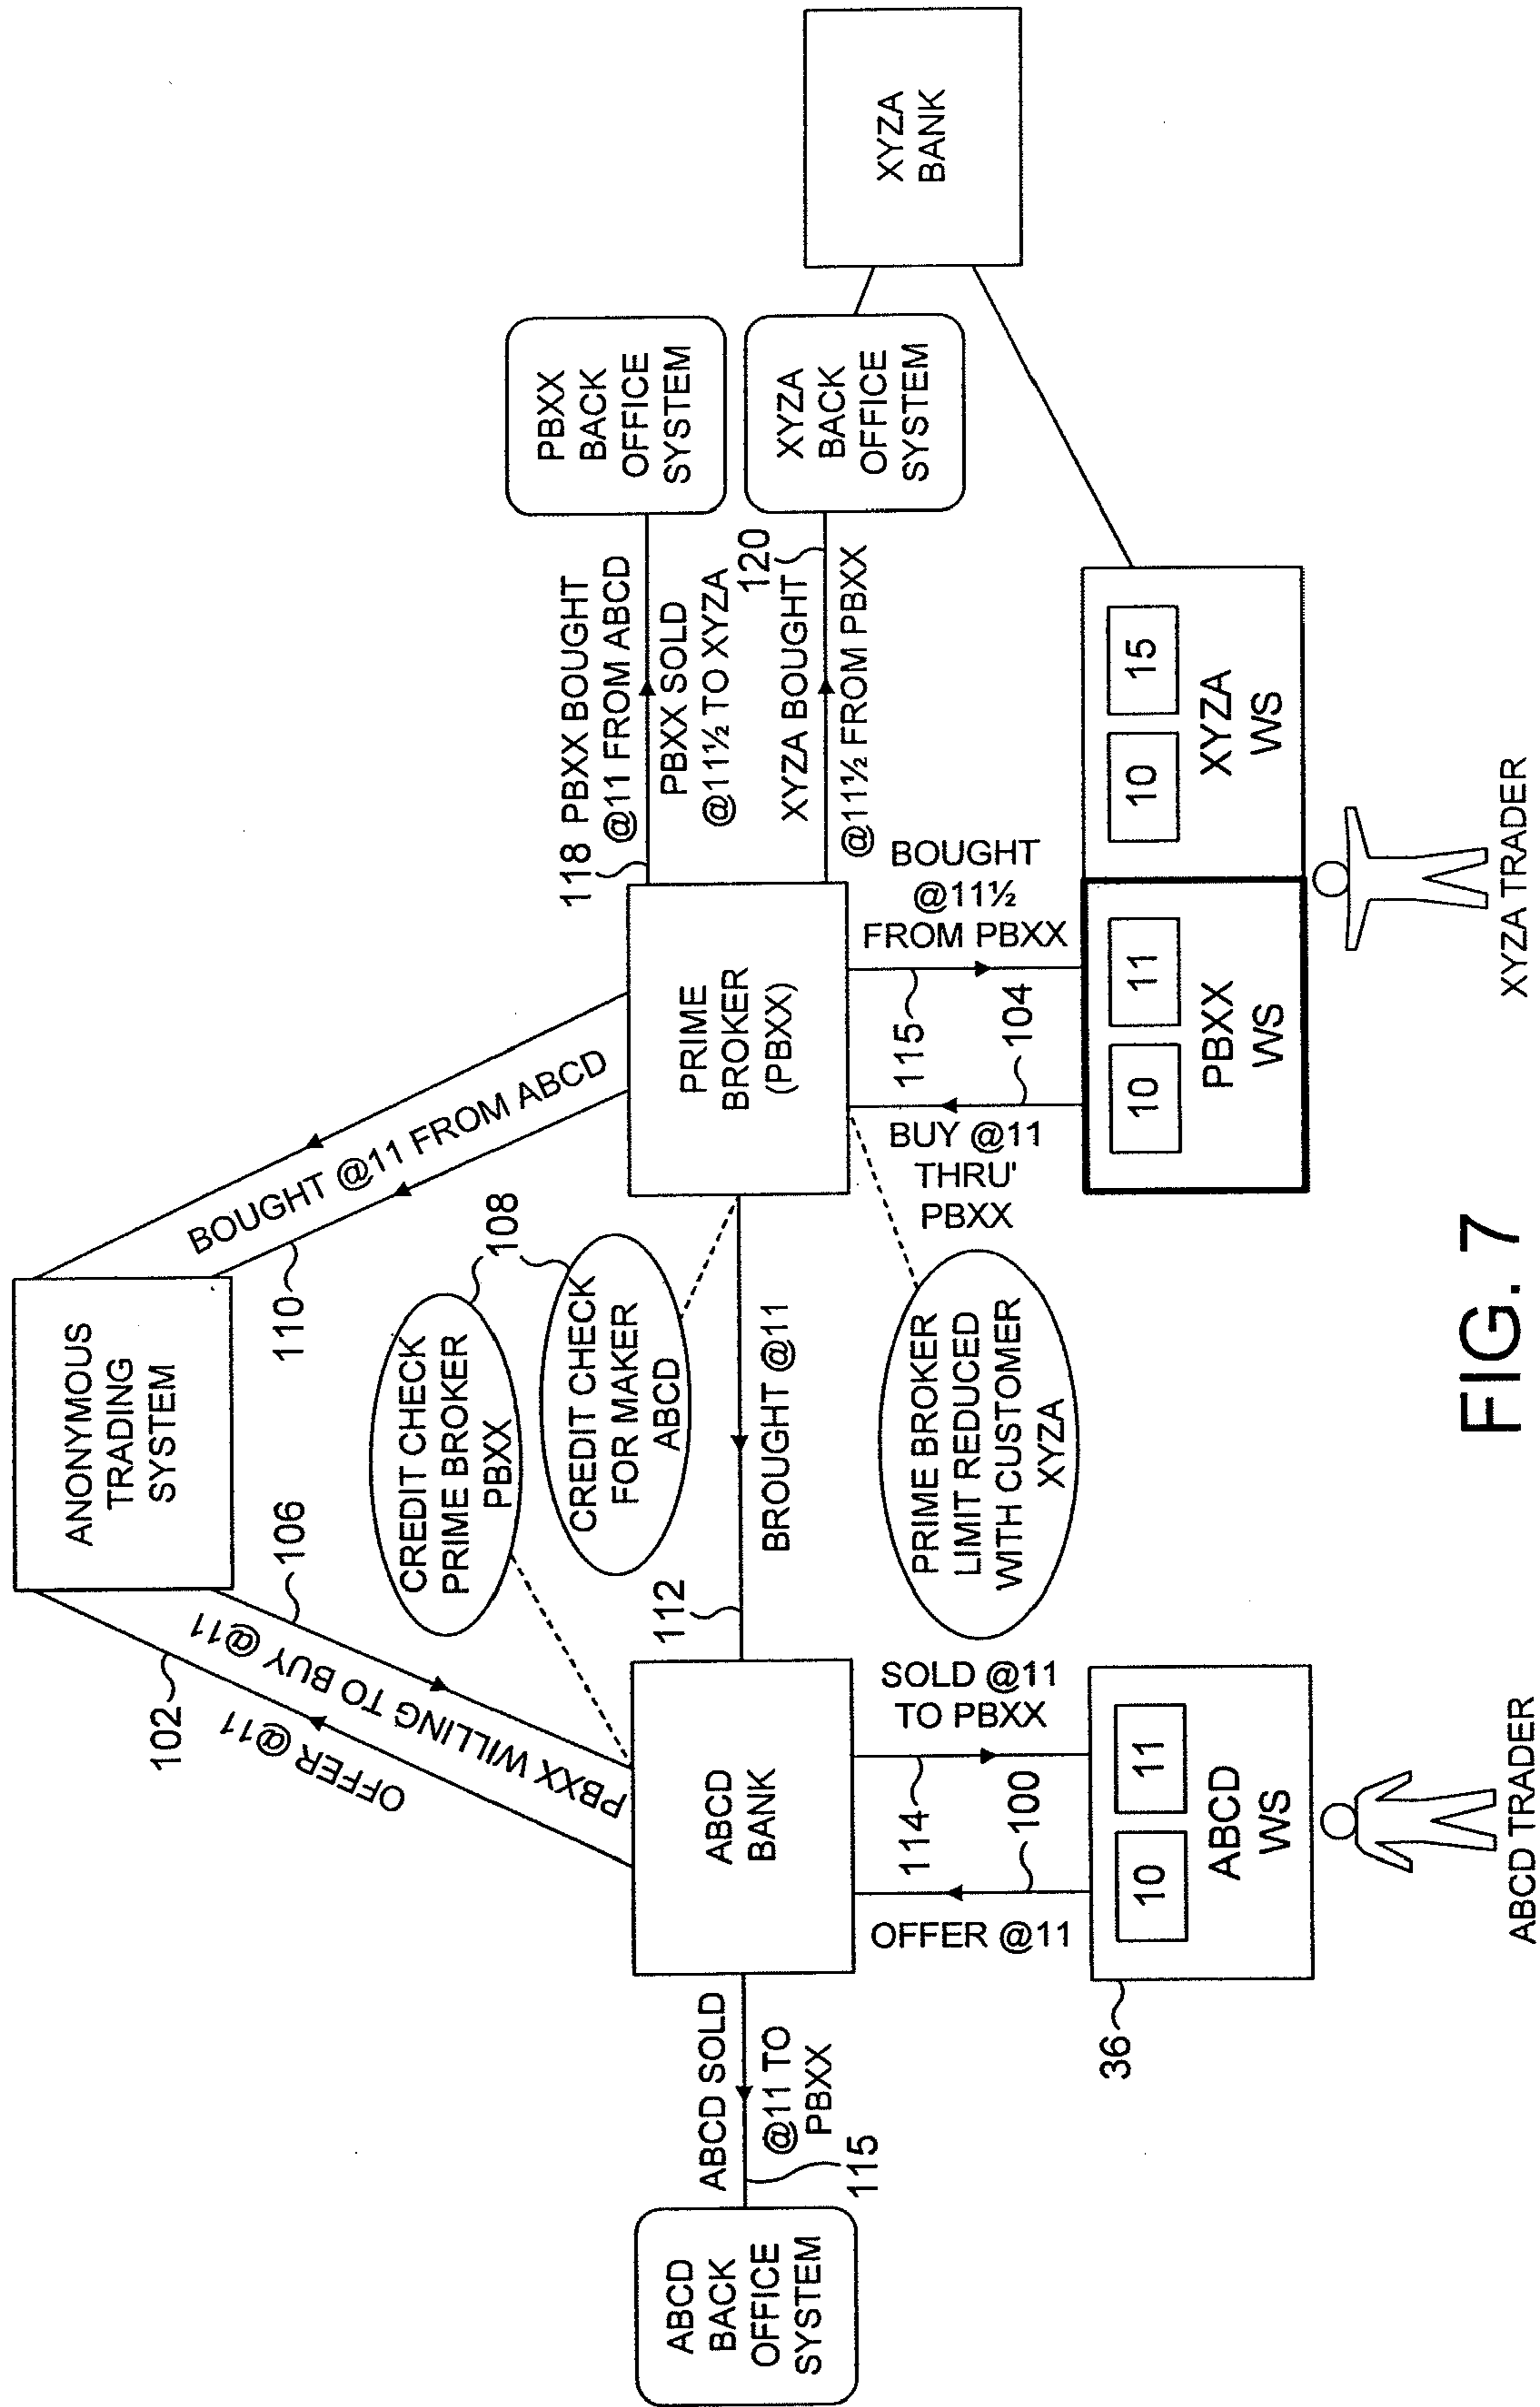 ANONYMOUS
TRADING
SYSTEM
102
OFFER @11
PBXX WILLING TO BUY @11
106
110
BOUGHT @11 FROM ABCD
CREDIT CHECK
PRIME BROKER
PBXX
108
CREDIT CHECK
FOR MAKER
ABCD
118 PBXX BOUGHT
@11 FROM ABCD
PBXX SOLD
@11½ TO XYZA
PBXX
BACK
OFFICE
SYSTEM
ABCD
BACK
OFFICE
SYSTEM
ABCD SOLD
@11 TO
PBXX
115
ABCD
BANK
112
BROUGHT @11
PRIME
BROKER
(PBXX)
120
XYZA BOUGHT
@11½ FROM PBXX
XYZA
BACK
OFFICE
SYSTEM
XYZA
BANK
PRIME BROKER
LIMIT REDUCED
WITH CUSTOMER
XYZA
OFFER @11
100
114
SOLD @11
TO PBXX
BUY @11
THRU'
PBXX
104
115
BOUGHT
@11½
FROM PBXX
36
10
11
ABCD
WS
10
11
PBXX
WS
10
15
XYZA
WS
ABCD TRADER
XYZA TRADER
FIG. 7